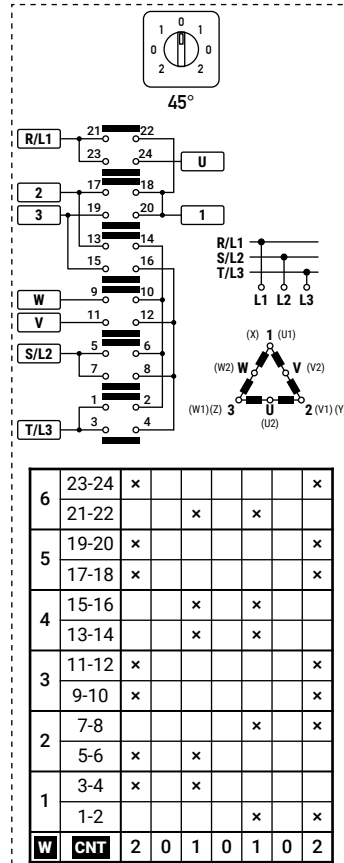 0
1 1
0 0
2 2
45°
R/L1 21 22
23 24 U
2 17 18
3 19 20 1
13 14
15 16
W 9 10
V 11 12
S/L2 5 6
7 8
1 2
T/L3 3 4
R/L1
S/L2
T/L3
L1 L2 L3
(X) 1 (U1)
(W2) W V (V2)
(W1)(Z) 3 U 2 (V1) (Y
(U2)
6 23-24 × ×
21-22 × ×
5 19-20 × ×
17-18 × ×
4 15-16 × ×
13-14 × ×
3 11-12 × ×
9-10 × ×
2 7-8 × ×
5-6 × ×
1 3-4 × ×
1-2 × ×
W CNT 2 0 1 0 1 0 2